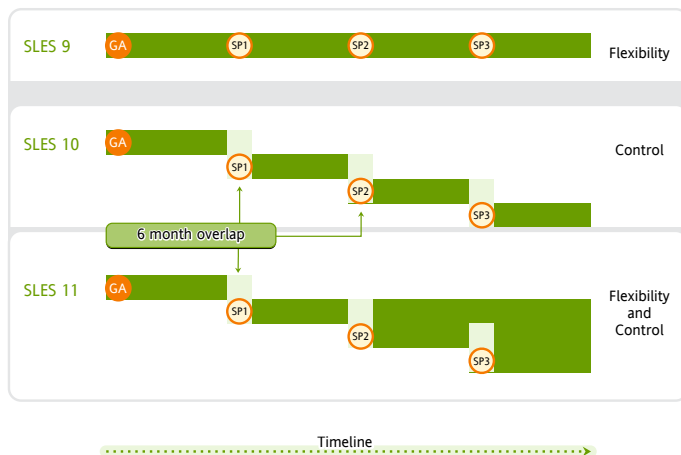 SLES 9
GA
SP1
SP2
SP3
Flexibility
SLES 10
GA
SP1
SP2
SP3
Control
6 month overlap
SLES 11
GA
SP1
SP2
SP3
Flexibility
and
Control
Timeline